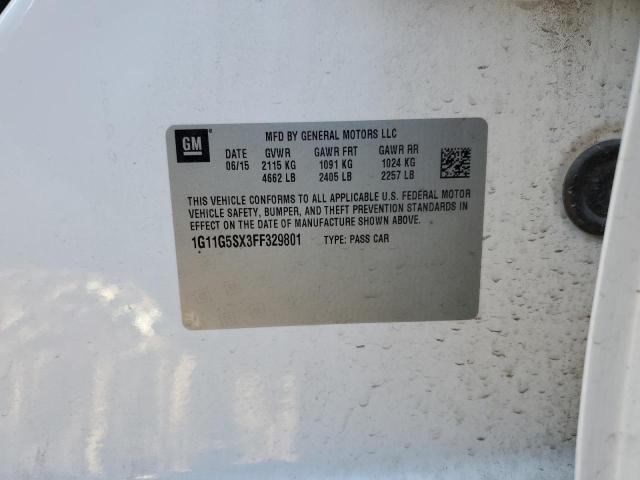 GM
MFD BY GENERAL MOTORS LLC
DATE GVWR GAWR FRT GAWR RR
06/15 2115 KG 1091 KG 1024 KG
4662 LB 2405 LB 2257 LB
THIS VEHICLE CONFORMS TO ALL APPLICABLE U.S. FEDERAL MOTOR
VEHICLE SAFETY, BUMPER, AND THEFT PREVENTION STANDARDS IN
EFFECT ON THE DATE OF MANUFACTURE SHOWN ABOVE.
1G11G5SX3FF329801 TYPE: PASS CAR